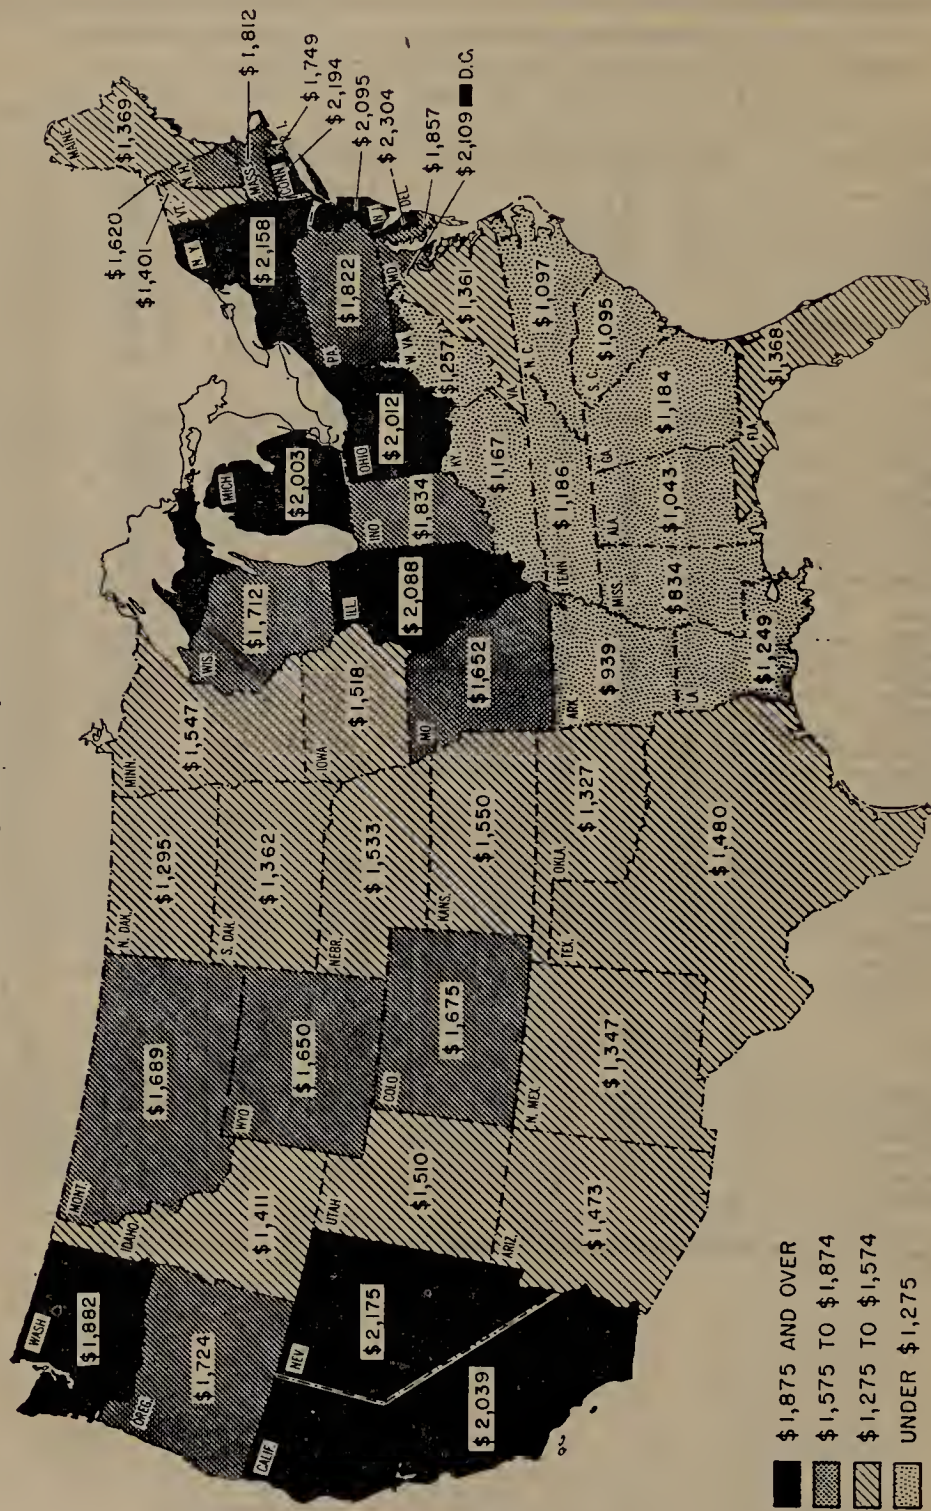 WASH
$1,882
OREG.
$1,724
CALIF.
$2,039
NEV.
$2,175
IDAHO
$1,411
MONT.
$1,689
WYO
$1,650
UTAH
$1,510
COLO
$1,675
ARIZ.
$1,473
N. MEX.
$1,347
N. DAK.
$1,295
S. DAK.
$1,362
NEBR.
$1,533
KANS.
$1,550
OKLA.
$1,327
TEX.
$1,480
MINN.
$1,547
IOWA
$1,518
MO
$1,652
ARK.
$939
LA
$1,249
WIS.
$1,712
ILL.
$2,088
MICH
$2,003
IND
$1,834
OHIO
$2,012
KY
$1,167
TENN.
$1,186
MISS.
$834
ALA
$1,043
GA.
$1,184
FLA.
$1,368
S. C.
$1,095
N. C.
$1,097
VA.
$1,361
W. VA.
$1,257
PA.
$1,822
N. Y.
$2,158
MAINE
$1,369
N. H.
$1,620
VT.
$1,401
MASS.
$1,812
R. I.
$1,749
CONN.
$2,194
N. J.
$2,095
DEL.
$2,304
MD.
$1,857
$2,109 D.C.
$1,875 AND OVER
$1,575 TO $1,874
$1,275 TO $1,574
UNDER $1,275